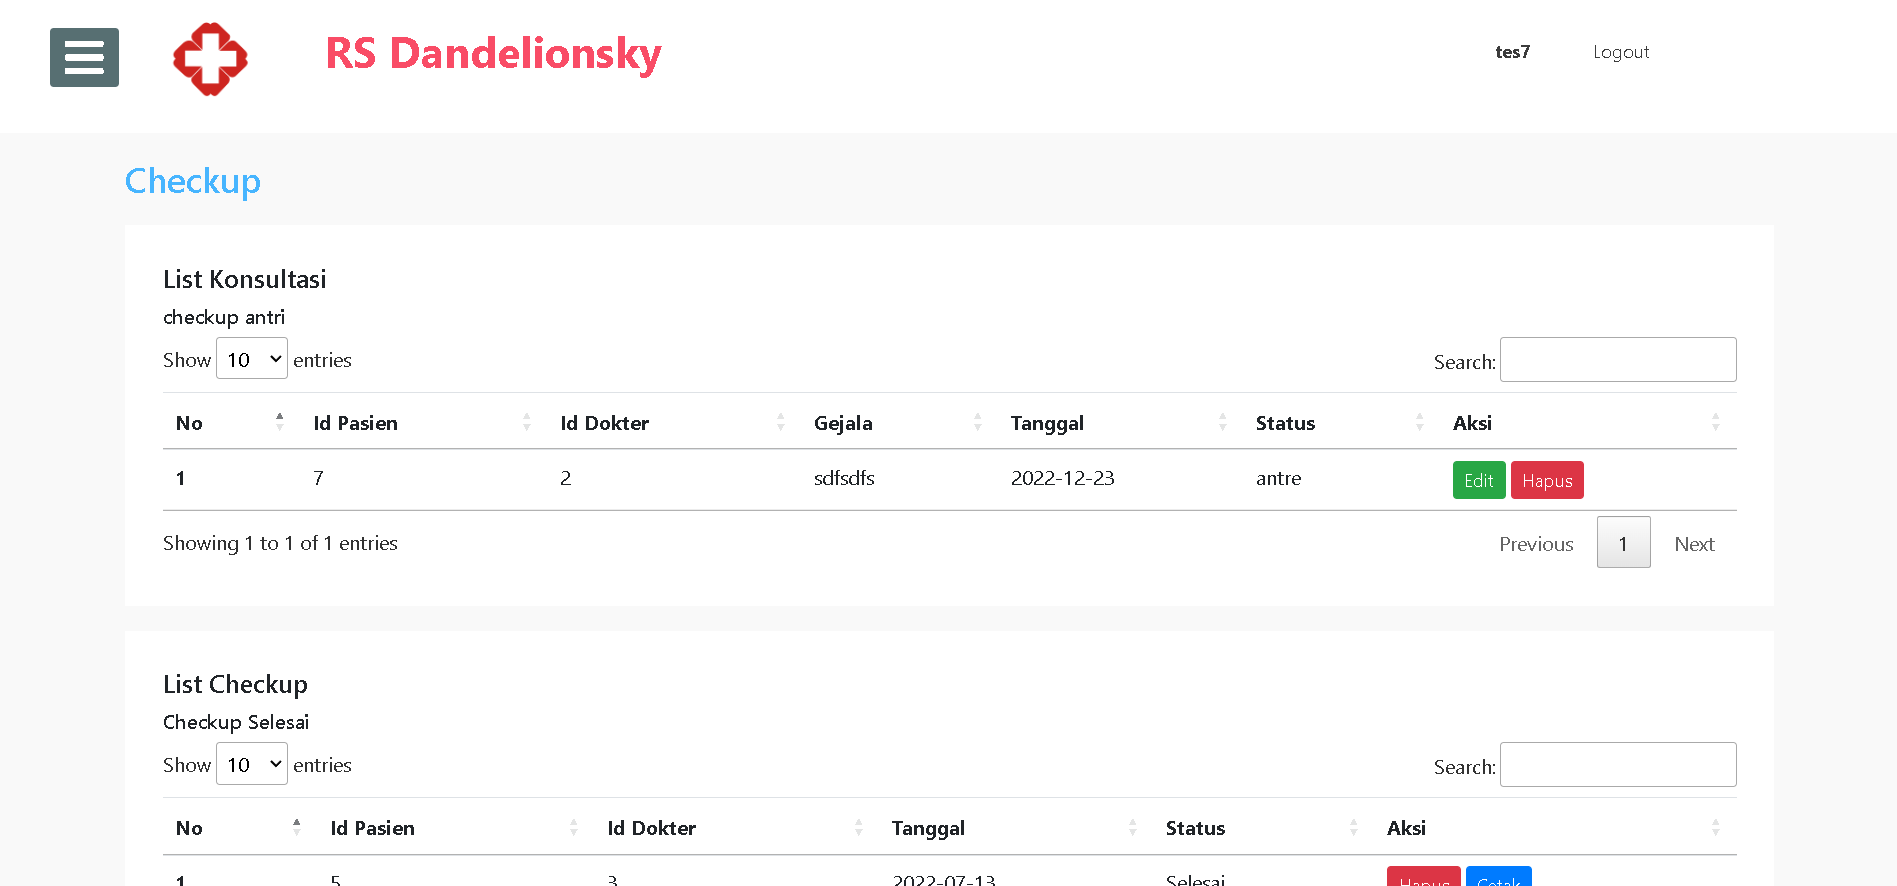 RS Dandelionsky
tes7 Logout
Checkup
List Konsultasi
checkup antri
Show 10 entries Search:
No Id Pasien Id Dokter Gejala Tanggal Status Aksi
1 7 2 sdfsdfs 2022-12-23 antre Edit Hapus
Showing 1 to 1 of 1 entries Previous 1 Next
List Checkup
Checkup Selesai
Show 10 entries Search:
No Id Pasien Id Dokter Tanggal Status Aksi
1 5 3 2022-07-13 Selesai Hapus Cetak